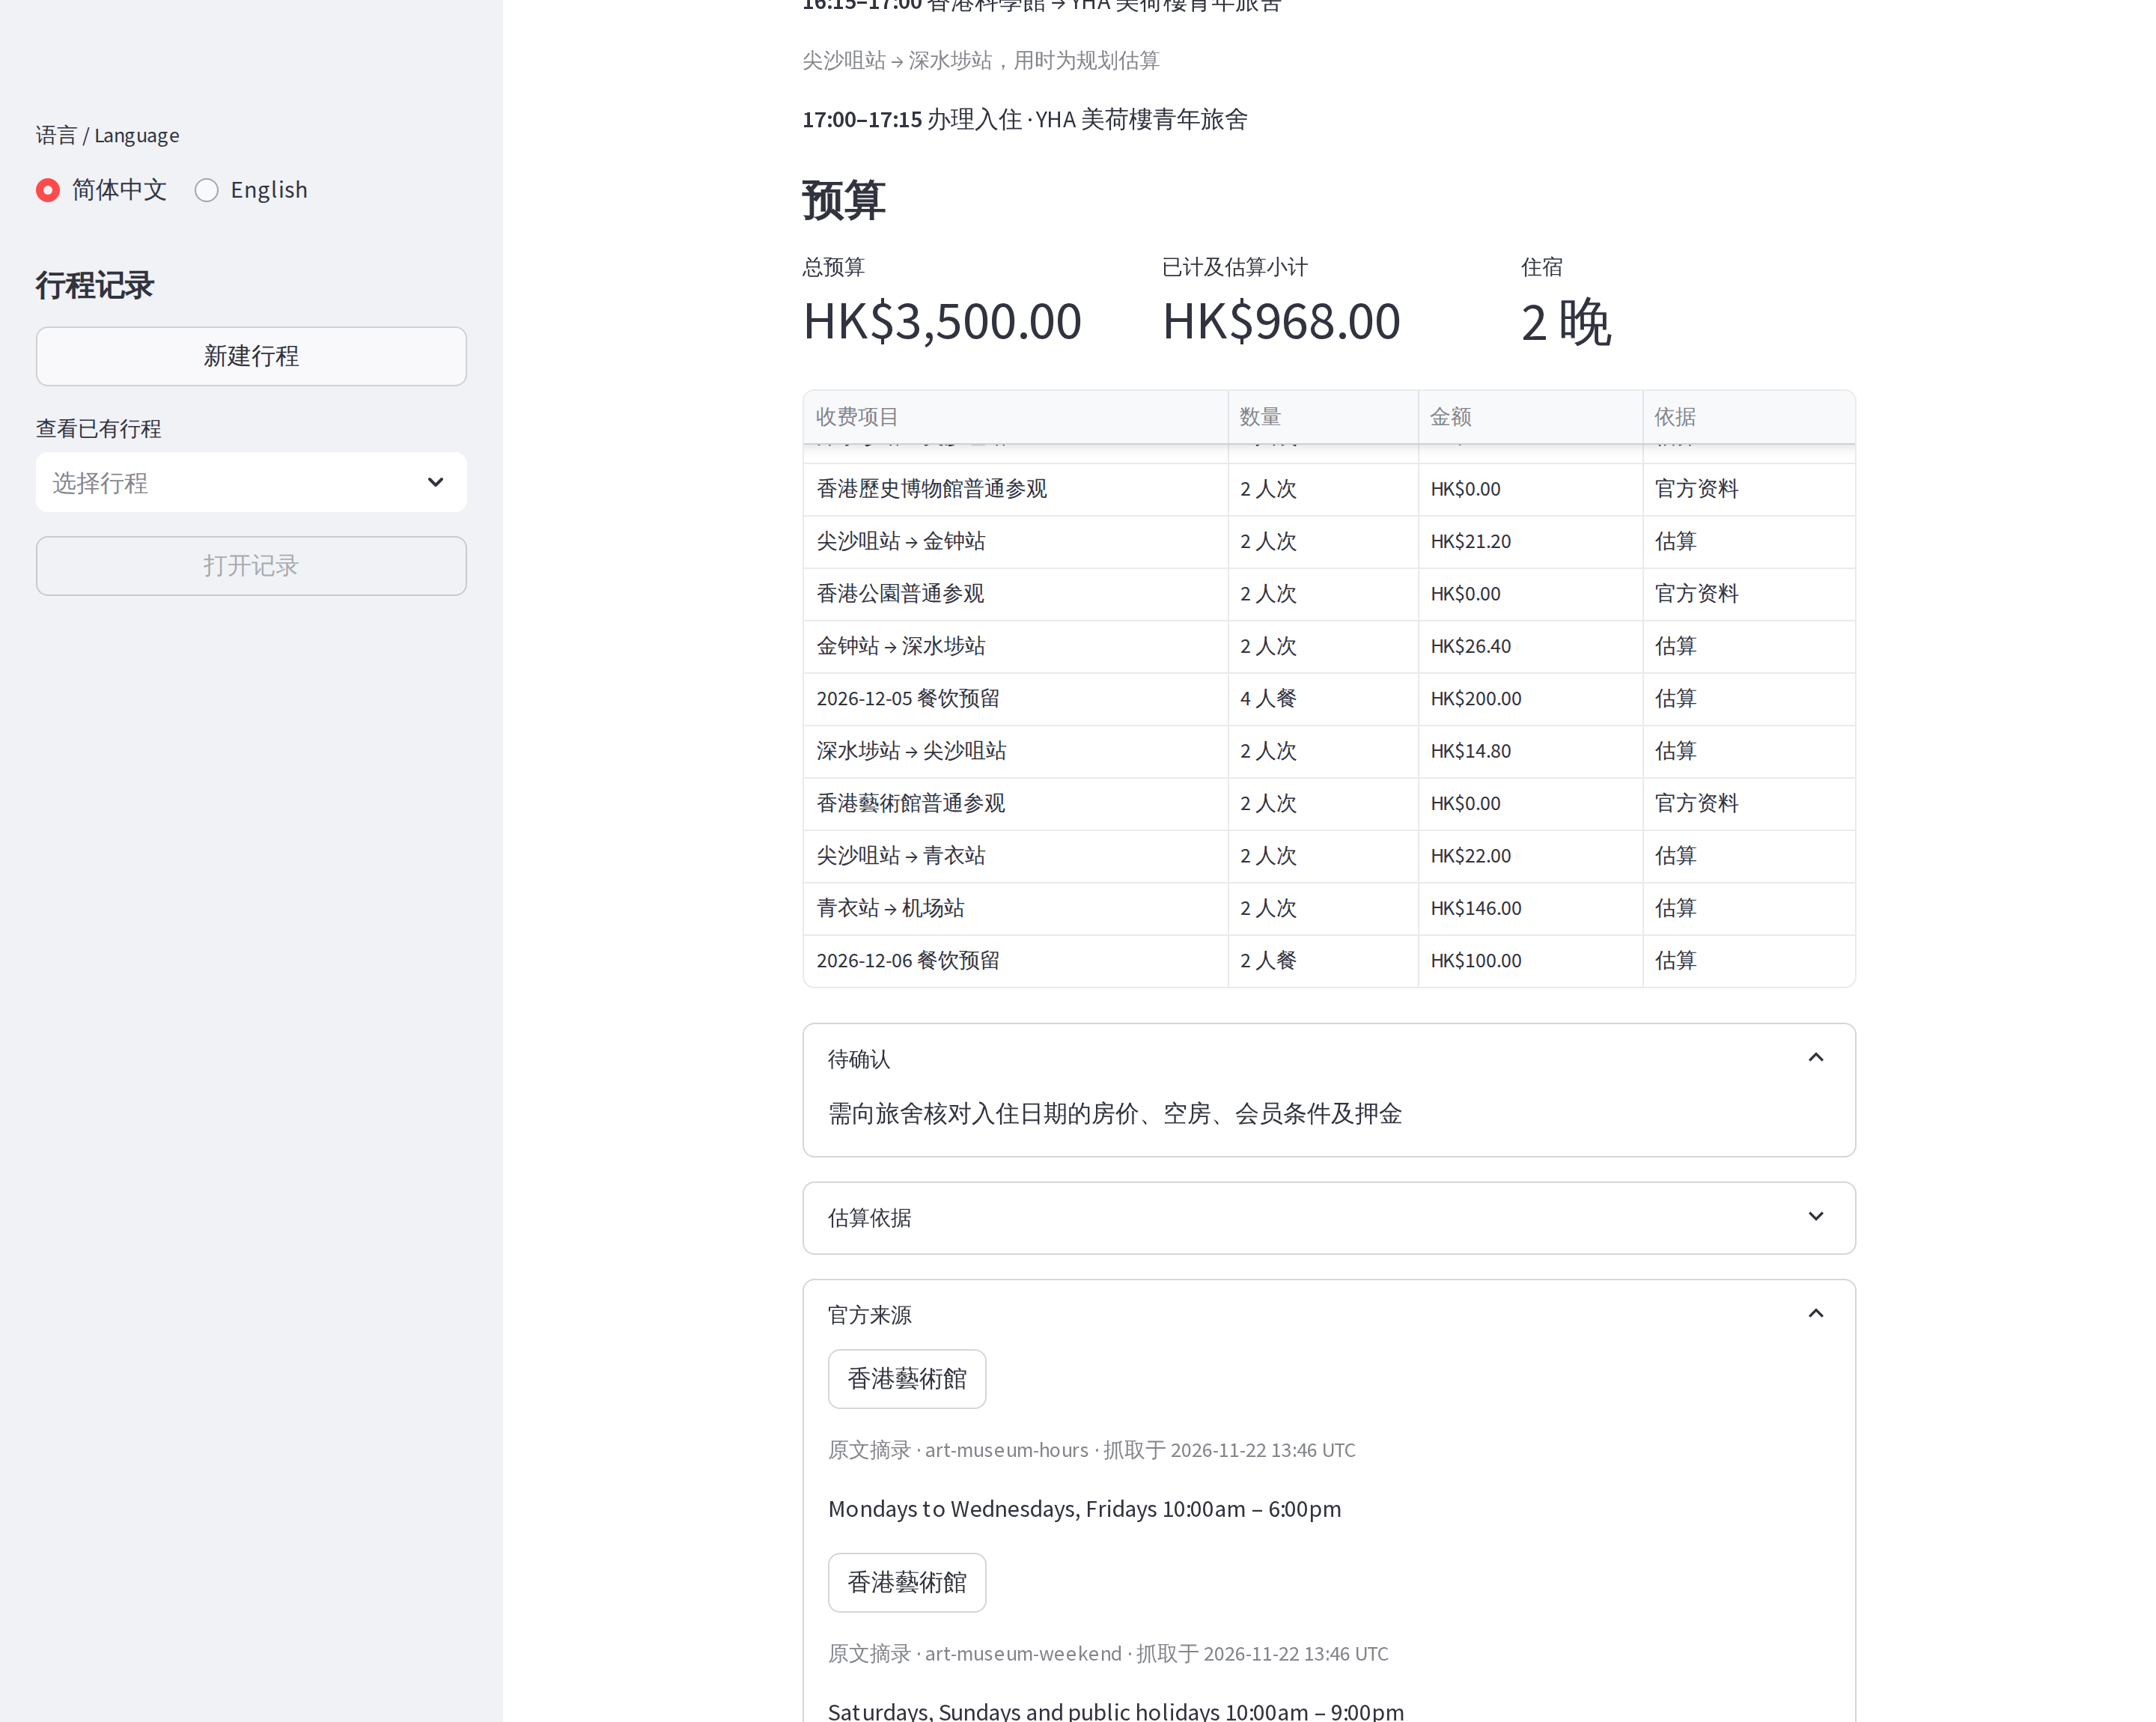 语言 / Language
简体中文
English
行程记录
新建行程
查看已有行程
选择行程
打开记录
16:15–17:00 香港科學館 → YHA 美荷樓青年旅舍
尖沙咀站 → 深水埗站，用时为规划估算
17:00–17:15 办理入住 · YHA 美荷樓青年旅舍
预算
总预算 已计及估算小计 住宿
HK$3,500.00 HK$968.00 2 晚
收费项目 数量 金额 依据
香港歷史博物館普通参观 2 人次 HK$0.00 官方资料
尖沙咀站 → 金钟站 2 人次 HK$21.20 估算
香港公園普通参观 2 人次 HK$0.00 官方资料
金钟站 → 深水埗站 2 人次 HK$26.40 估算
2026-12-05 餐饮预留 4 人餐 HK$200.00 估算
深水埗站 → 尖沙咀站 2 人次 HK$14.80 估算
香港藝術館普通参观 2 人次 HK$0.00 官方资料
尖沙咀站 → 青衣站 2 人次 HK$22.00 估算
青衣站 → 机场站 2 人次 HK$146.00 估算
2026-12-06 餐饮预留 2 人餐 HK$100.00 估算
待确认
需向旅舍核对入住日期的房价、空房、会员条件及押金
估算依据
官方来源
香港藝術館
原文摘录 · art-museum-hours · 抓取于 2026-11-22 13:46 UTC
Mondays to Wednesdays, Fridays 10:00am – 6:00pm
香港藝術館
原文摘录 · art-museum-weekend · 抓取于 2026-11-22 13:46 UTC
Saturdays, Sundays and public holidays 10:00am – 9:00pm